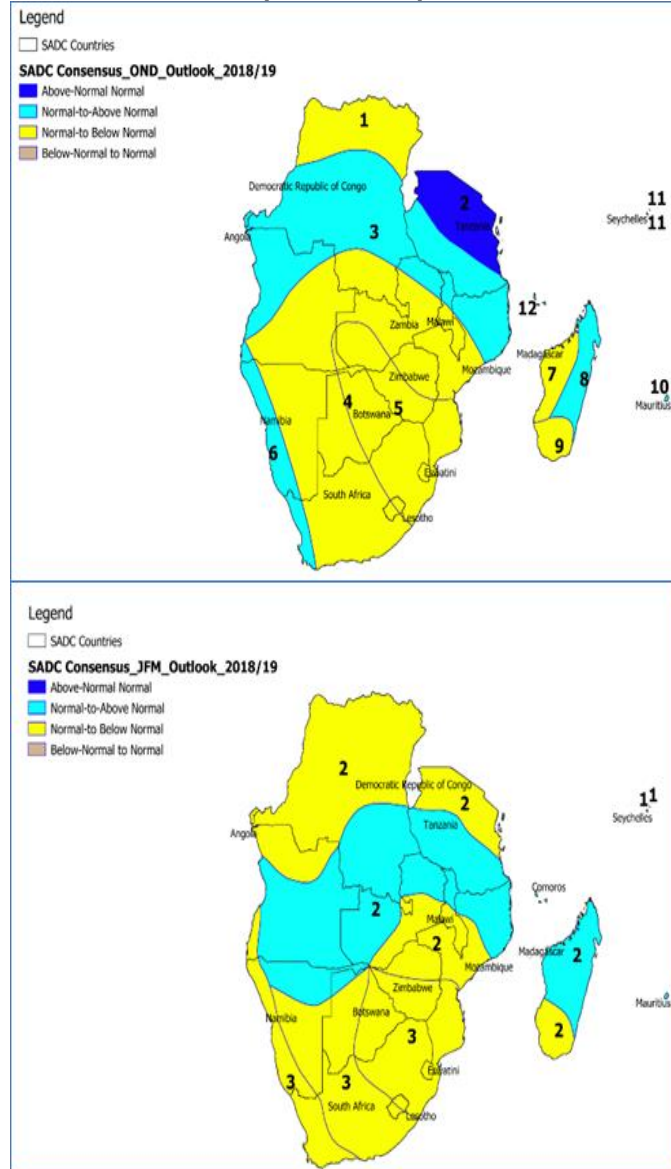 Legend
SADC Countries
SADC Consensus_OND_Outlook_2018/19
Above-Normal Normal
Normal-to-Above Normal
Normal-to Below Normal
Below-Normal to Normal
1
Democratic Republic of Congo
2
Tanzania
11
Seychelles
11
Angola
3
12
Zambia
Malawi
Mozambique
Madagascar
7
8
10
Mauritius
Zimbabwe
4
Botswana
5
Namibia
6
9
South Africa
Eswatini
Lesotho
Legend
SADC Countries
SADC Consensus_JFM_Outlook_2018/19
Above-Normal Normal
Normal-to-Above Normal
Normal-to Below Normal
Below-Normal to Normal
2
Democratic Republic of Congo
2
1
1
Seychelles
Angola
Tanzania
Comoros
2
Malawi
2
Mozambique
Madagascar
2
Mauritius
Zimbabwe
Namibia
Botswana
3
2
Eswatini
3
3
South Africa
Lesotho